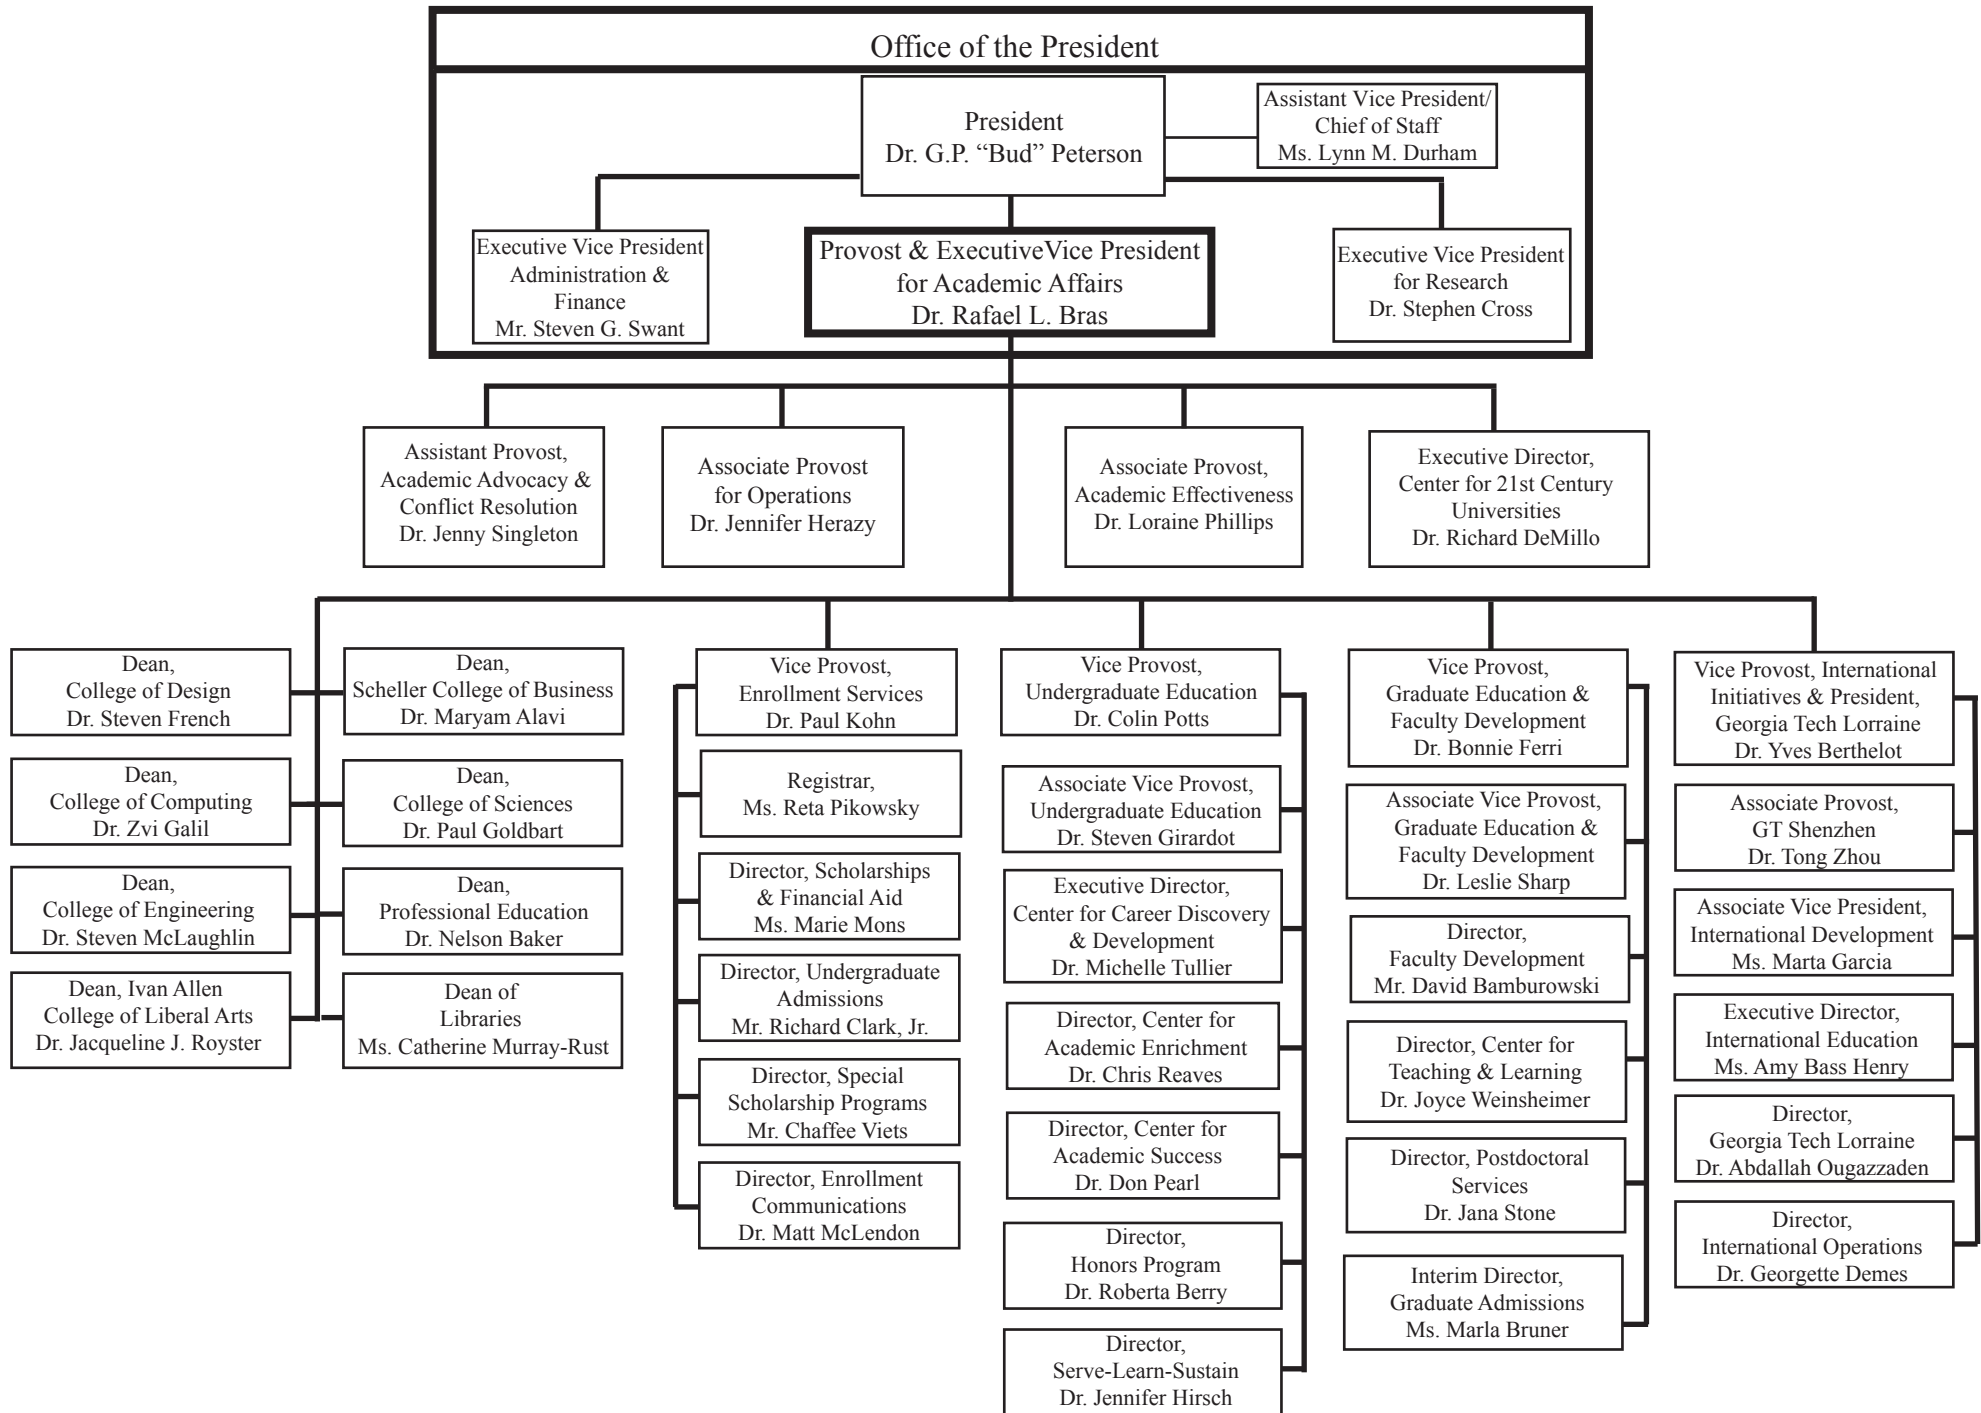 Office of the President
President
Dr. G.P. “Bud” Peterson
Assistant Vice President/
Chief of Staff
Ms. Lynn M. Durham
Executive Vice President
Administration &
Finance
Mr. Steven G. Swant
Provost & ExecutiveVice President
for Academic Affairs
Dr. Rafael L. Bras
Executive Vice President
for Research
Dr. Stephen Cross
Assistant Provost,
Academic Advocacy &
Conflict Resolution
Dr. Jenny Singleton
Associate Provost
for Operations
Dr. Jennifer Herazy
Associate Provost,
Academic Effectiveness
Dr. Loraine Phillips
Executive Director,
Center for 21st Century
Universities
Dr. Richard DeMillo
Dean,
College of Design
Dr. Steven French
Dean,
Scheller College of Business
Dr. Maryam Alavi
Dean,
College of Computing
Dr. Zvi Galil
Dean,
College of Sciences
Dr. Paul Goldbart
Dean,
College of Engineering
Dr. Steven McLaughlin
Dean,
Professional Education
Dr. Nelson Baker
Dean, Ivan Allen
College of Liberal Arts
Dr. Jacqueline J. Royster
Dean of
Libraries
Ms. Catherine Murray-Rust
Vice Provost,
Enrollment Services
Dr. Paul Kohn
Registrar,
Ms. Reta Pikowsky
Director, Scholarships
& Financial Aid
Ms. Marie Mons
Director, Undergraduate
Admissions
Mr. Richard Clark, Jr.
Director, Special
Scholarship Programs
Mr. Chaffee Viets
Director, Enrollment
Communications
Dr. Matt McLendon
Vice Provost,
Undergraduate Education
Dr. Colin Potts
Associate Vice Provost,
Undergraduate Education
Dr. Steven Girardot
Executive Director,
Center for Career Discovery
& Development
Dr. Michelle Tullier
Director, Center for
Academic Enrichment
Dr. Chris Reaves
Director, Center for
Academic Success
Dr. Don Pearl
Director,
Honors Program
Dr. Roberta Berry
Director,
Serve-Learn-Sustain
Dr. Jennifer Hirsch
Vice Provost,
Graduate Education &
Faculty Development
Dr. Bonnie Ferri
Associate Vice Provost,
Graduate Education &
Faculty Development
Dr. Leslie Sharp
Director,
Faculty Development
Mr. David Bamburowski
Director, Center for
Teaching & Learning
Dr. Joyce Weinsheimer
Director, Postdoctoral
Services
Dr. Jana Stone
Interim Director,
Graduate Admissions
Ms. Marla Bruner
Vice Provost, International
Initiatives & President,
Georgia Tech Lorraine
Dr. Yves Berthelot
Associate Provost,
GT Shenzhen
Dr. Tong Zhou
Associate Vice President,
International Development
Ms. Marta Garcia
Executive Director,
International Education
Ms. Amy Bass Henry
Director,
Georgia Tech Lorraine
Dr. Abdallah Ougazzaden
Director,
International Operations
Dr. Georgette Demes